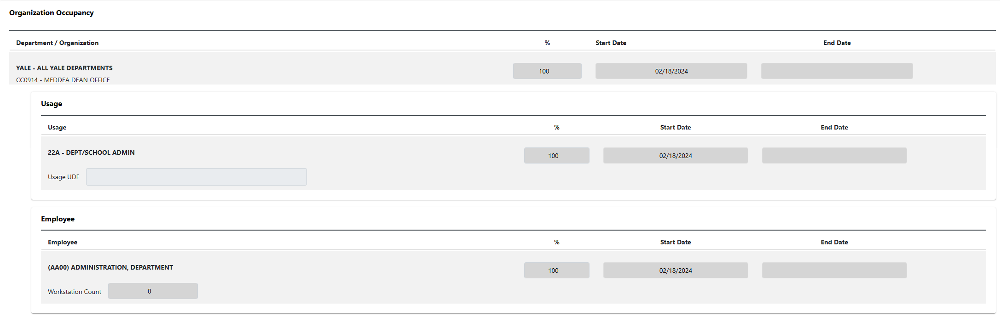 Organization Occupancy
Department / Organization % Start Date End Date
YALE - ALL YALE DEPARTMENTS 100 02/18/2024
CC0914 - MEDDEA DEAN OFFICE
Usage
Usage % Start Date End Date
22A - DEPT/SCHOOL ADMIN 100 02/18/2024
Usage UDF
Employee
Employee % Start Date End Date
(AA00) ADMINISTRATION, DEPARTMENT 100 02/18/2024
Workstation Count 0